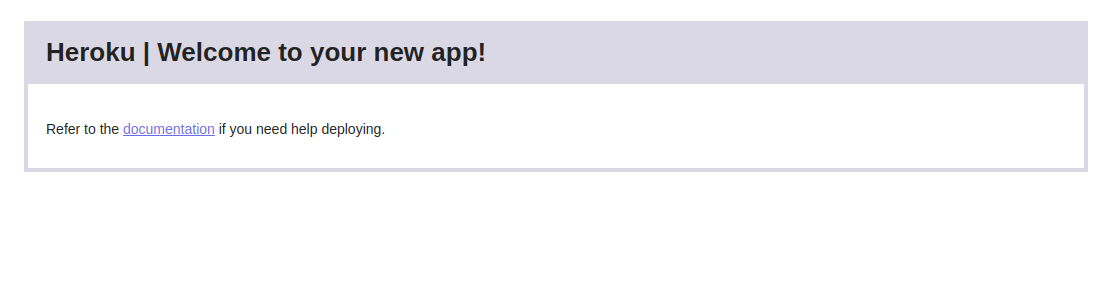 Heroku | Welcome to your new app!
Refer to the documentation if you need help deploying.